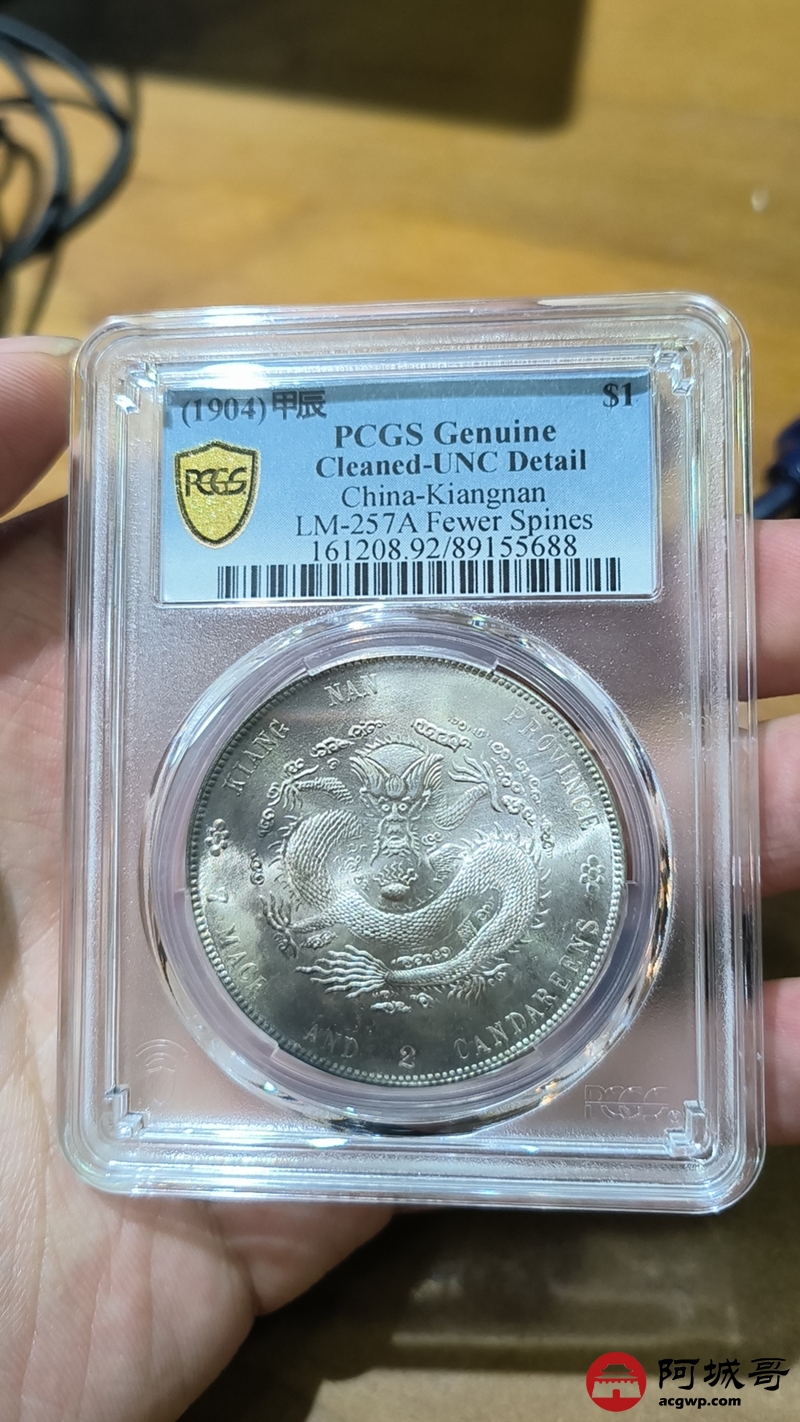 (1904) 甲辰 $1
PCGS Genuine
Cleaned-UNC Detail
China-Kiangnan
LM-257A Fewer Spines
161208.92/89155688
PCGS
KIANG NAN PROVINCE
7 MACE AND 2 CANDAREENS
PCGS
阿城哥
acgwp.com